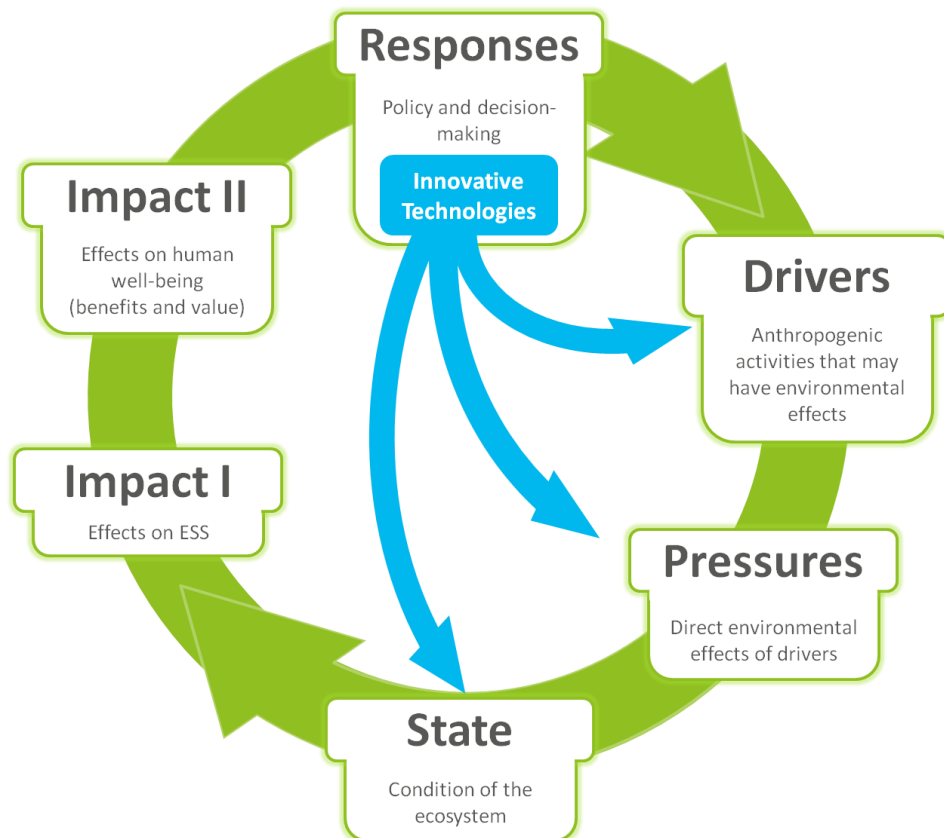 Responses
Policy and decision-
making
Innovative
Technologies
Impact II
Effects on human
well-being
(benefits and value)
Drivers
Anthropogenic
activities that may
have environmental
effects
Impact I
Effects on ESS
Pressures
Direct environmental
effects of drivers
State
Condition of the
ecosystem